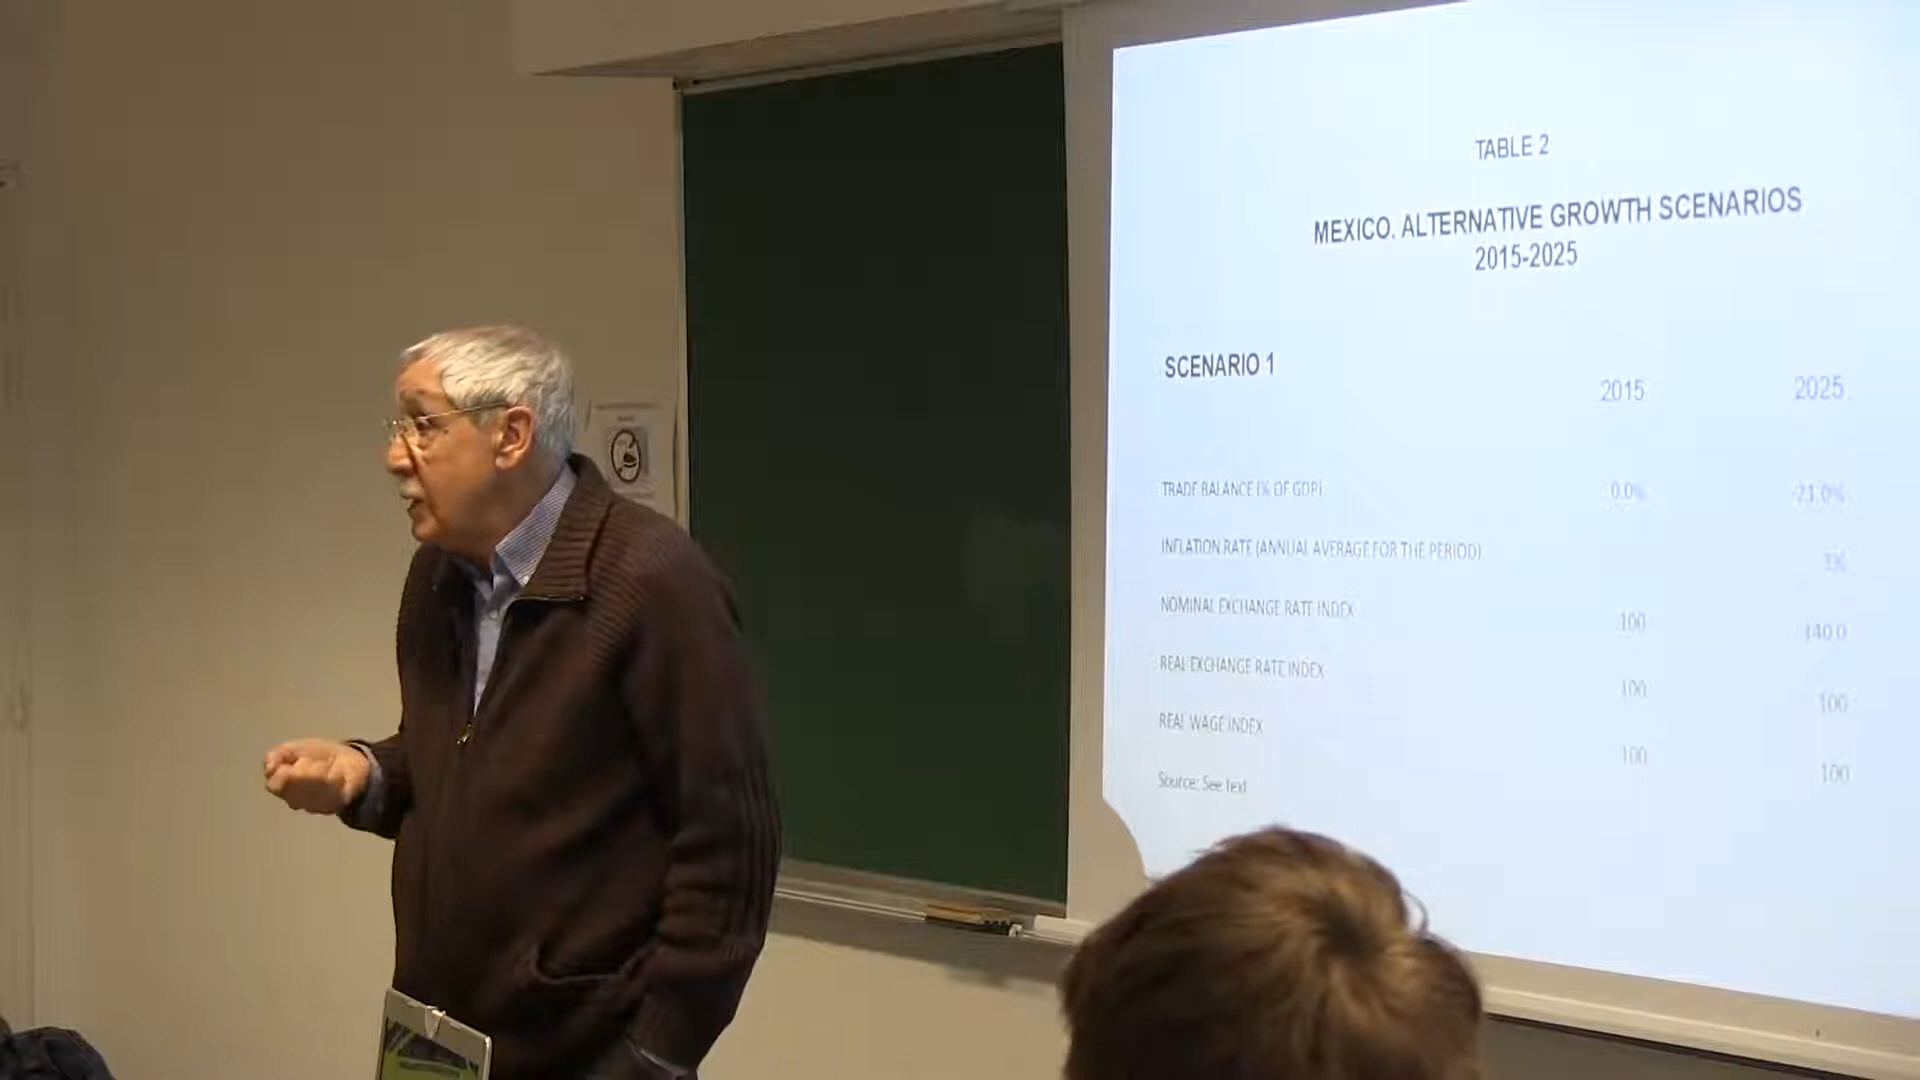 TABLE 2
MEXICO. ALTERNATIVE GROWTH SCENARIOS
2015-2025
SCENARIO 1
2015 2025
TRADE BALANCE (% OF GDP) 0.0%
INFLATION RATE (ANNUAL AVERAGE FOR THE PERIOD) 3%
NOMINAL EXCHANGE RATE INDEX 100 140.0
REAL EXCHANGE RATE INDEX 100 100
REAL WAGE INDEX 100 100
Source: See text